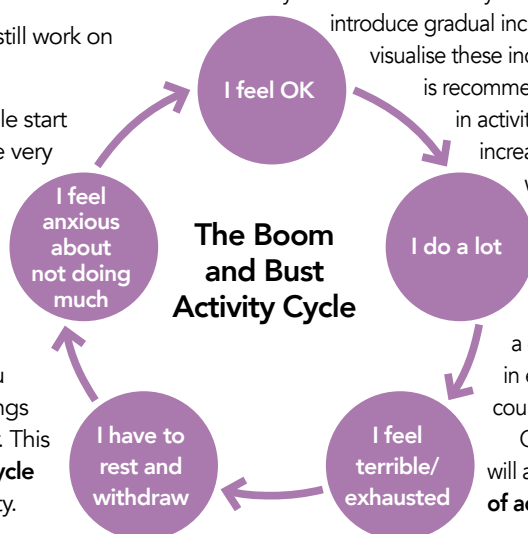 still work on
le start
e very
u
ngs
. This
ycle
ty.
introduce gradual inc
visualise these inc
is recomme
in activit
increa
a
in e
cou
will a
of ac
The Boom
and Bust
Activity Cycle
I feel OK
I do a lot
I feel
terrible/
exhausted
I have to
rest and
withdraw
I feel
anxious
about
not doing
much